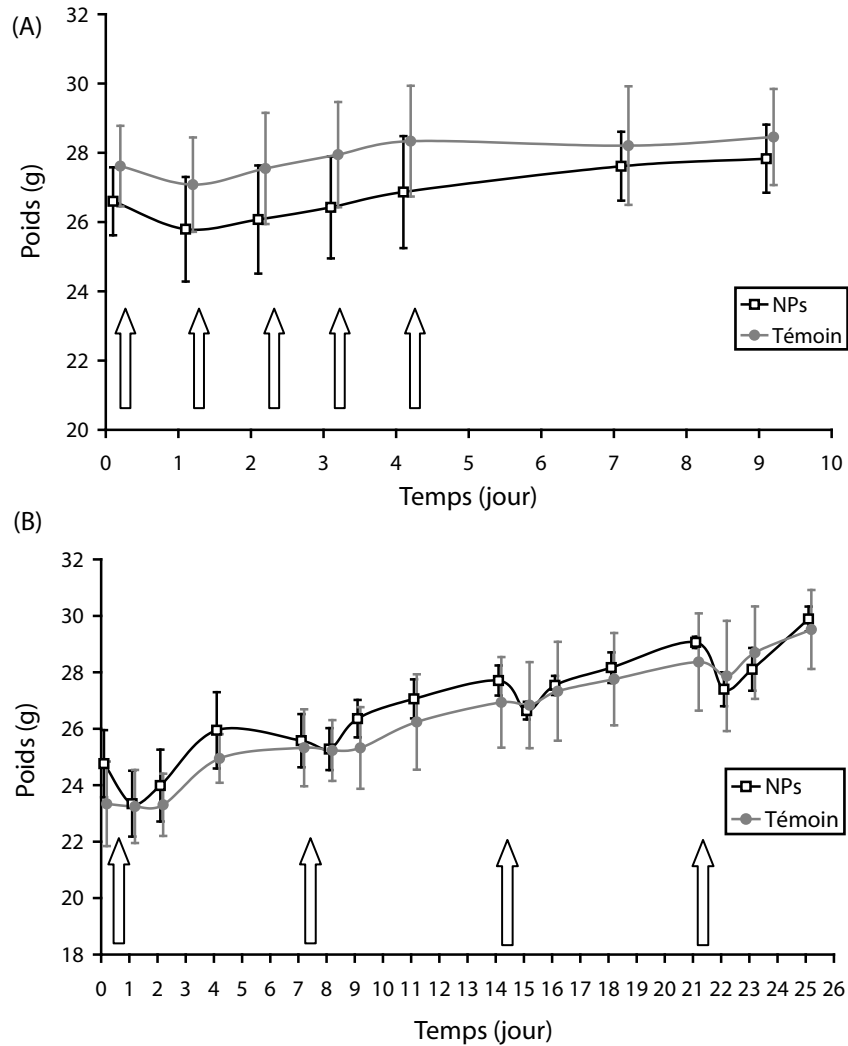 (A)
32
30
28
26
24
22
20
Poids (g)
NPs
Témoin
0 1 2 3 4 5 6 7 8 9 10
Temps (jour)
(B)
32
30
28
26
24
22
20
18
Poids (g)
NPs
Témoin
0 1 2 3 4 5 6 7 8 9 10 11 12 13 14 15 16 17 18 19 20 21 22 23 24 25 26
Temps (jour)